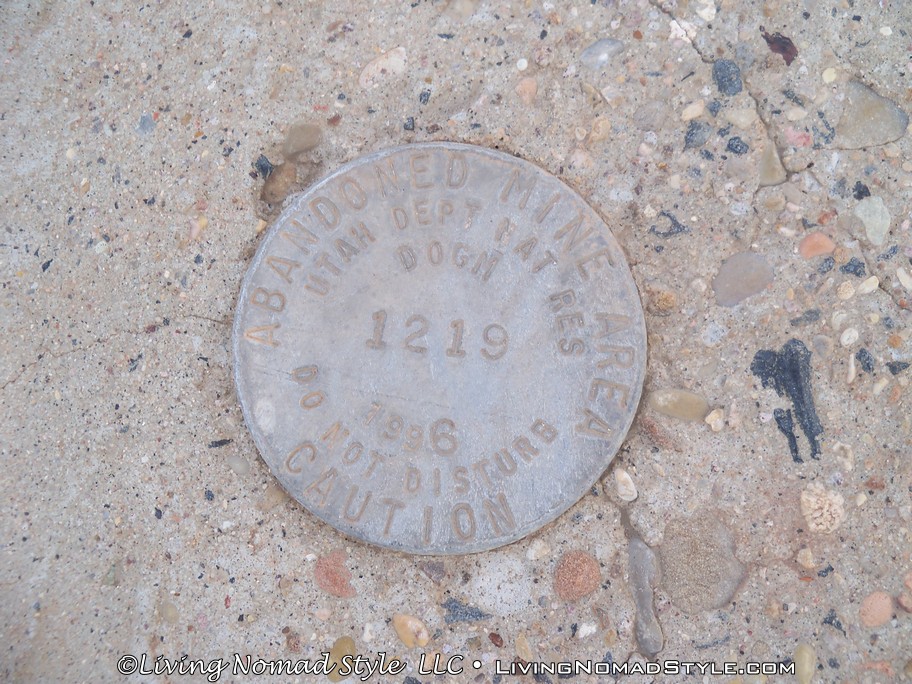 ABANDONED MINE AREA
UTAH DEPT NAT RES
DOGM
1219
1996
DO NOT DISTURB
CAUTION
©Living Nomad Style LLC • LivingNomadStyle.com